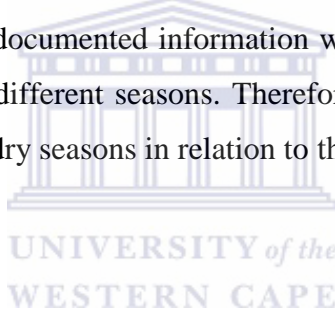 documented information w
different seasons. Therefor
dry seasons in relation to th
UNIVERSITY of the
WESTERN CAPE